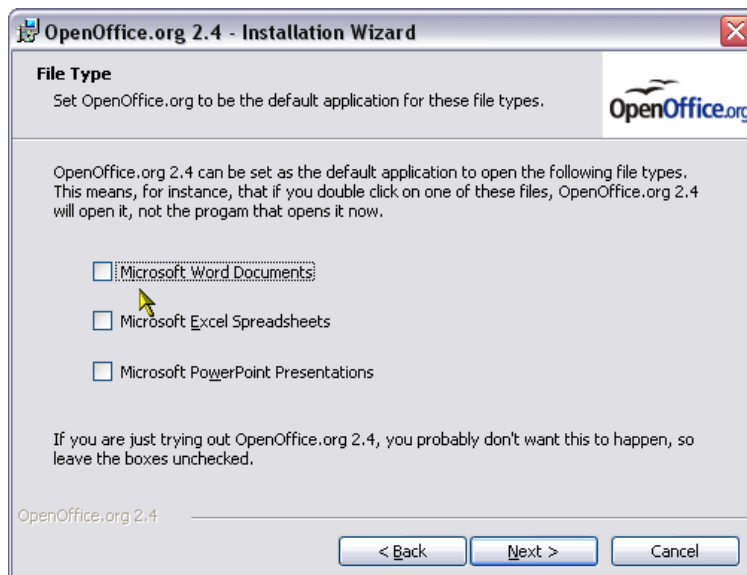 OpenOffice.org 2.4 - Installation Wizard
File Type
Set OpenOffice.org to be the default application for these file types.
OpenOffice.org
OpenOffice.org 2.4 can be set as the default application to open the following file types.
This means, for instance, that if you double click on one of these files, OpenOffice.org 2.4
will open it, not the progam that opens it now.
Microsoft Word Documents
Microsoft Excel Spreadsheets
Microsoft PowerPoint Presentations
If you are just trying out OpenOffice.org 2.4, you probably don't want this to happen, so
leave the boxes unchecked.
OpenOffice.org 2.4
< Back
Next >
Cancel